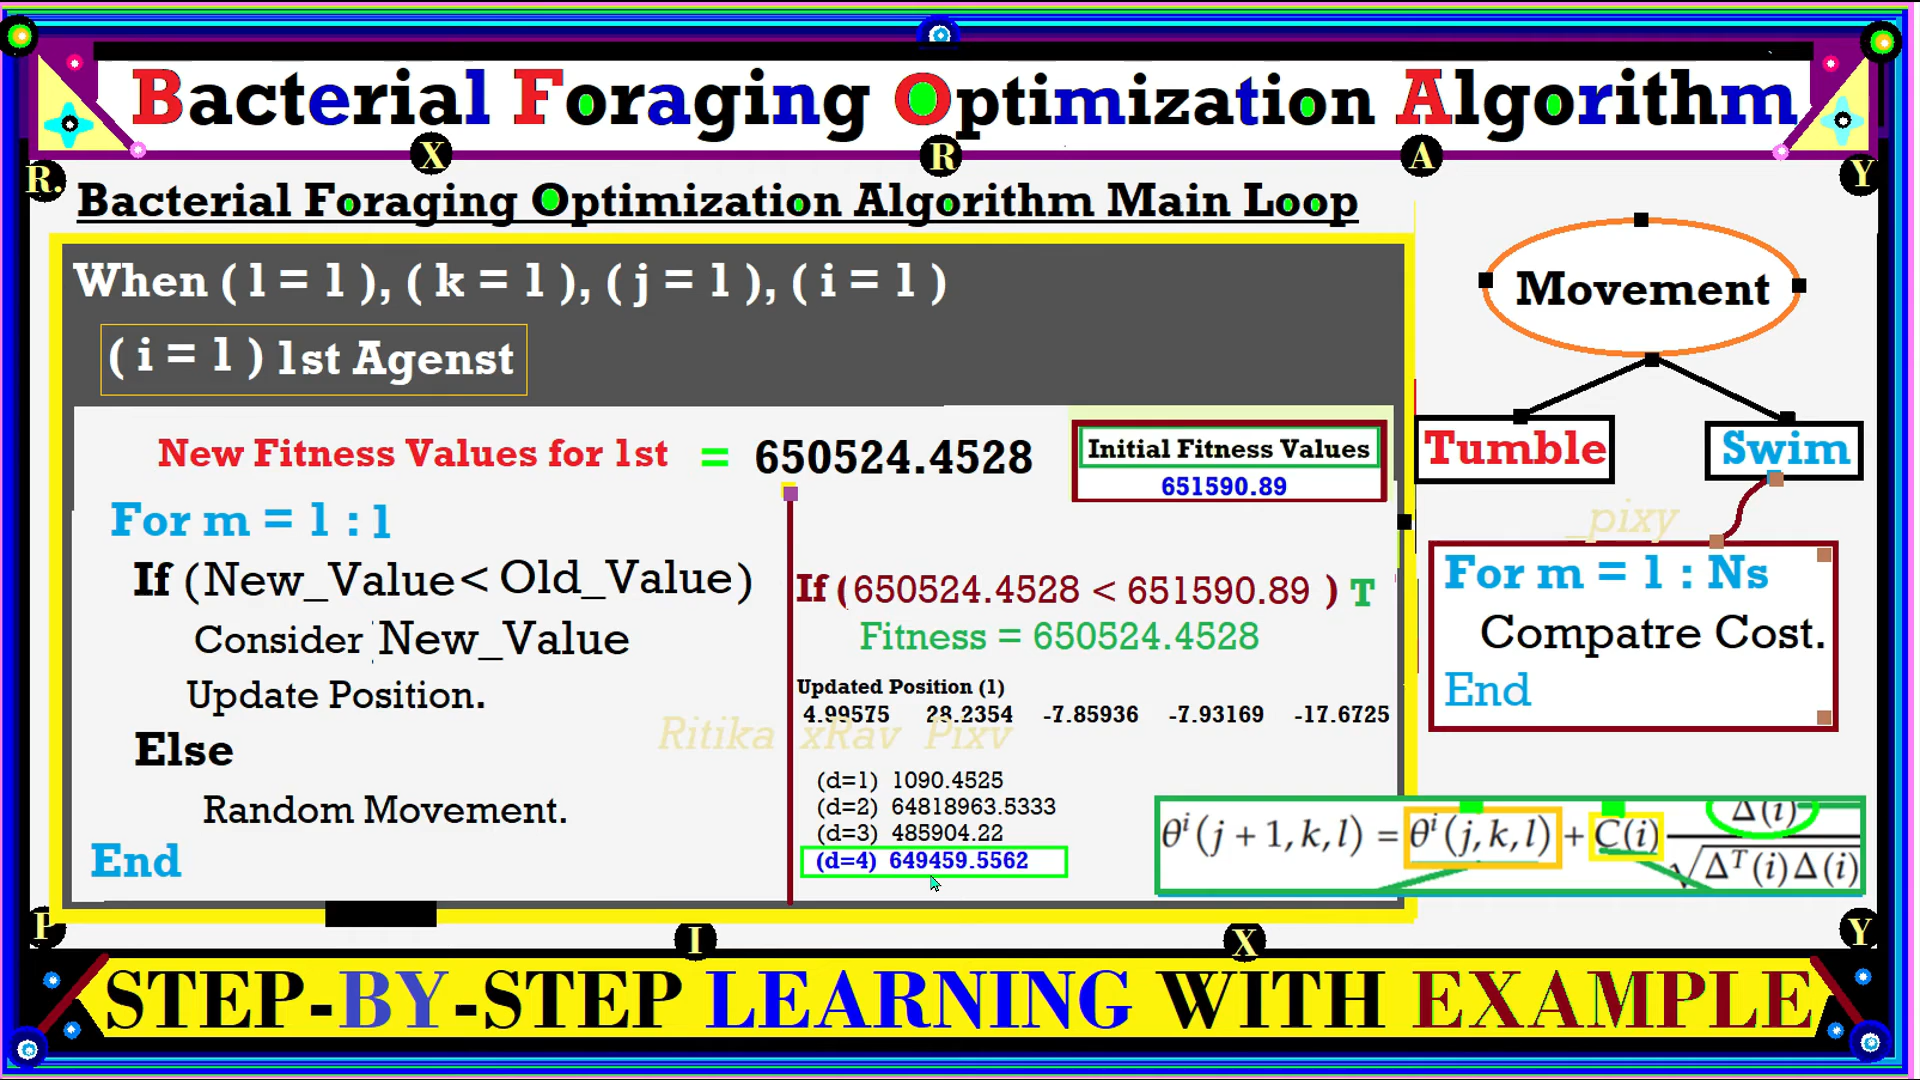 Bacterial Foraging Optimization Algorithm
X R A
R. Y
Bacterial Foraging Optimization Algorithm Main Loop
When ( l = 1 ), ( k = 1 ), ( j = 1 ), ( i = 1 )
( i = 1 ) 1st Agenst
New Fitness Values for 1st = 650524.4528
Initial Fitness Values
651590.89
For m = 1 : 1
If (New_Value< Old_Value)
Consider New_Value
Update Position.
Else
Random Movement.
End
If ( 650524.4528 < 651590.89 ) T
Fitness = 650524.4528
Updated Position (1)
4.99575 28.2354 -7.85936 -7.93169 -17.6725
Ritika xRay Pixy
(d=1) 1090.4525
(d=2) 64818963.5333
(d=3) 485904.22
(d=4) 649459.5562
Movement
Tumble Swim
_pixy
For m = 1 : Ns
Compatre Cost.
End
θⁱ(j + 1, k, l) = θⁱ(j, k, l) + C(i) Δ(i) / √Δᵀ(i) Δ(i)
P I X Y
STEP-BY-STEP LEARNING WITH EXAMPLE